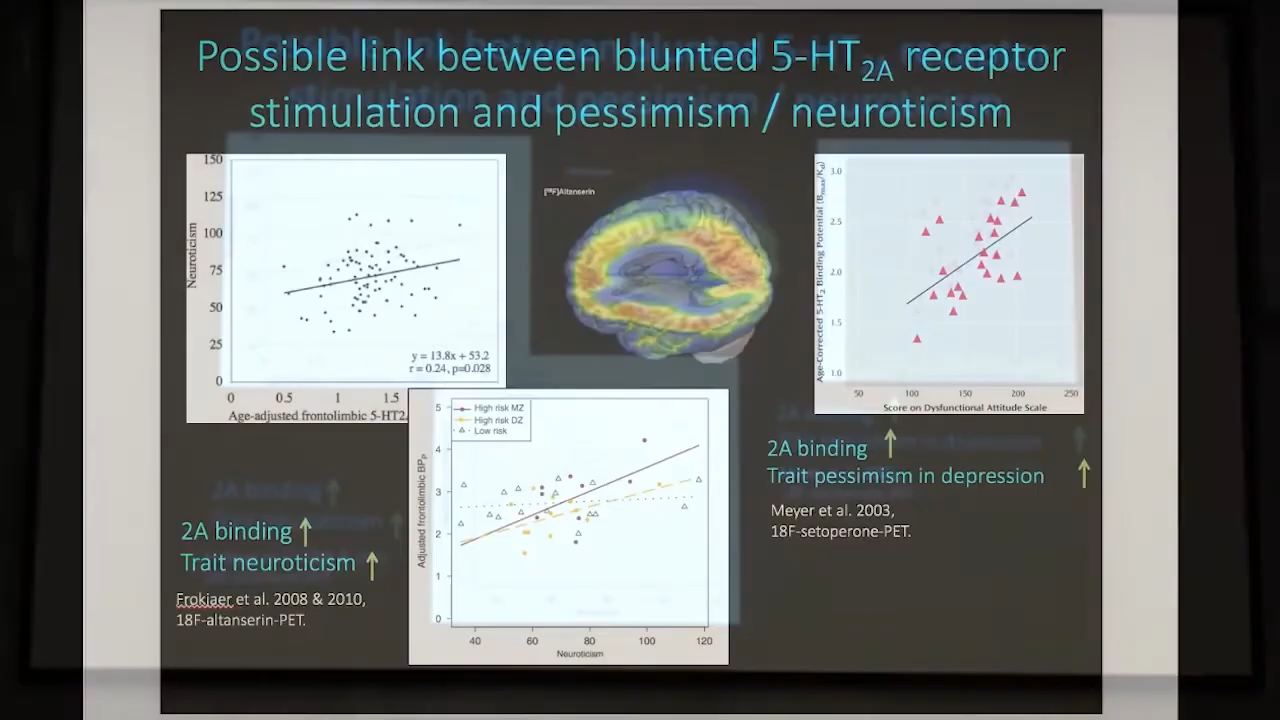 Possible link between blunted 5-HT2A receptor
stimulation and pessimism / neuroticism
150
125
100
75
50
25
0
Neuroticism
y = 13.8x + 53.2
r = 0.24, p=0.028
0 0.5 1 1.5
Age-adjusted frontolimbic 5-HT2A
[18F]Altanserin
Age-Corrected 5-HT2 Binding Potential (Bmax/Kd)
3.0
2.5
2.0
1.5
1.0
50 100 150 200 250
Score on Dysfunctional Attitude Scale
2A binding
Trait pessimism in depression
Meyer et al. 2003,
18F-setoperone-PET.
High risk MZ
High risk DZ
Low risk
Adjusted frontolimbic BPP
5
4
3
2
1
0
40 60 80 100 120
Neuroticism
2A binding
Trait neuroticism
Frokjaer et al. 2008 & 2010,
18F-altanserin-PET.